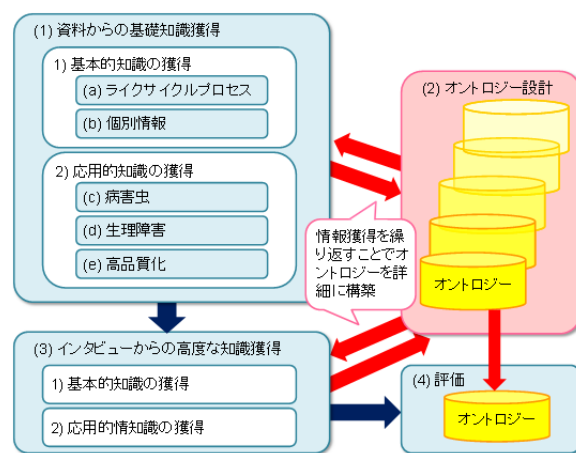 (1) 資料からの基礎知識獲得
1) 基本的知識の獲得
(a) ライクサイクルプロセス
(b) 個別情報
2) 応用的知識の獲得
(c) 病害虫
(d) 生理障害
(e) 高品質化
(2) オントロジー設計
オントロジー
情報獲得を繰
り返すことでオ
ントロジーを詳
細に構築
(3) インタビューからの高度な知識獲得
1) 基本的知識の獲得
2) 応用的情知識の獲得
(4) 評価
オントロジー